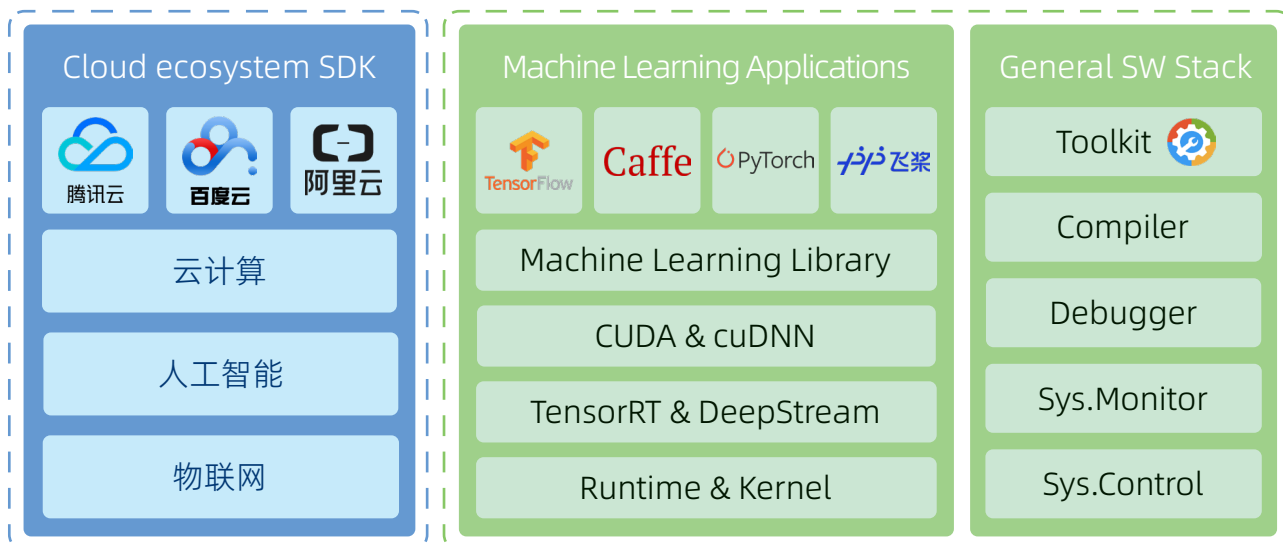 Cloud ecosystem SDK
腾讯云
百度云
阿里云
云计算
人工智能
物联网
Machine Learning Applications
TensorFlow
Caffe
PyTorch
飞桨
Machine Learning Library
CUDA & cuDNN
TensorRT & DeepStream
Runtime & Kernel
General SW Stack
Toolkit
Compiler
Debugger
Sys.Monitor
Sys.Control